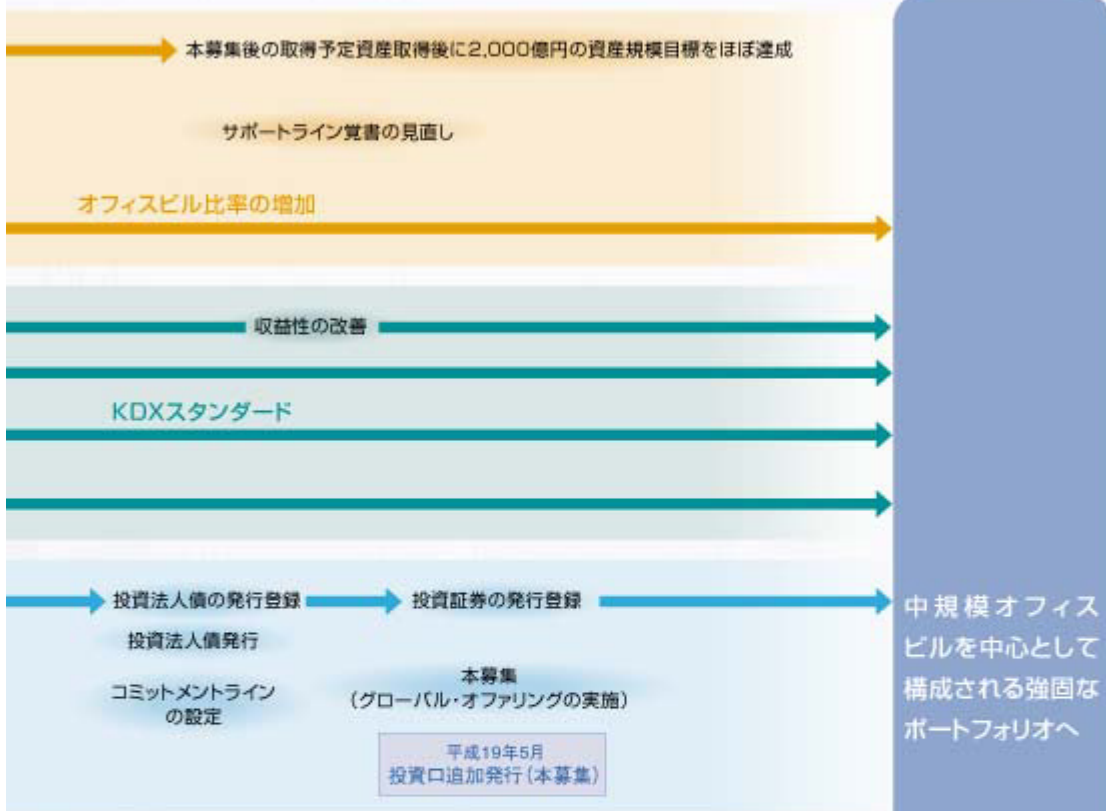 本募集後の取得予定資産取得後に2,000億円の資産規模目標をほぼ達成
サポートライン覚書の見直し
オフィスビル比率の増加
収益性の改善
KDXスタンダード
投資法人債の発行登録
投資証券の発行登録
投資法人債発行
コミットメントライン
の設定
本募集
(グローバル・オファリングの実施)
平成19年5月
投資口追加発行(本募集)
中規模オフィス
ビルを中心として
構成される強固な
ポートフォリオへ